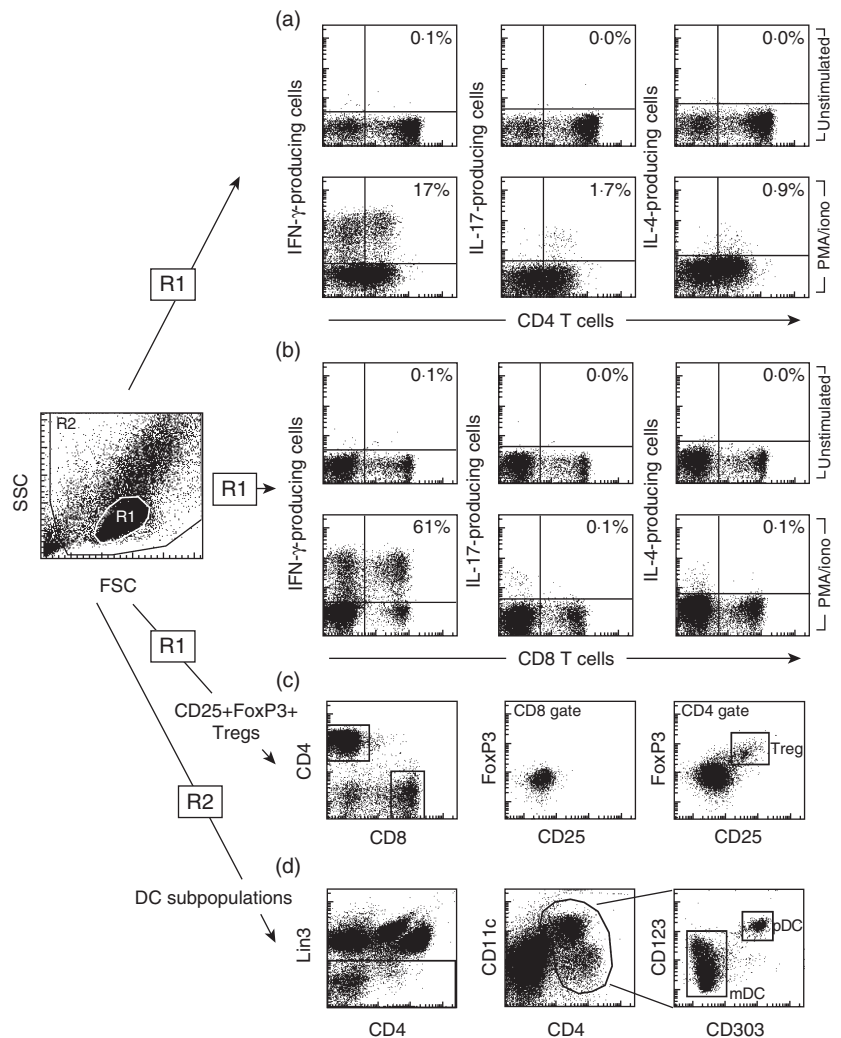 (a)
IFN-γ-producing cells
0·1%
IL-17-producing cells
0·0%
IL-4-producing cells
0·0%
Unstimulated
17%
1·7%
0·9%
PMA/iono
CD4 T cells
R1
(b)
IFN-γ-producing cells
0·1%
IL-17-producing cells
0·0%
IL-4-producing cells
0·0%
Unstimulated
61%
0·1%
0·1%
PMA/iono
CD8 T cells
R2
R1
SSC
FSC
R1
R1
CD25+FoxP3+
Tregs
(c)
CD4
CD8
CD8 gate
FoxP3
CD25
CD4 gate
FoxP3
Treg
CD25
R2
DC subpopulations
(d)
Lin3
CD4
CD11c
CD4
CD123
pDC
mDC
CD303